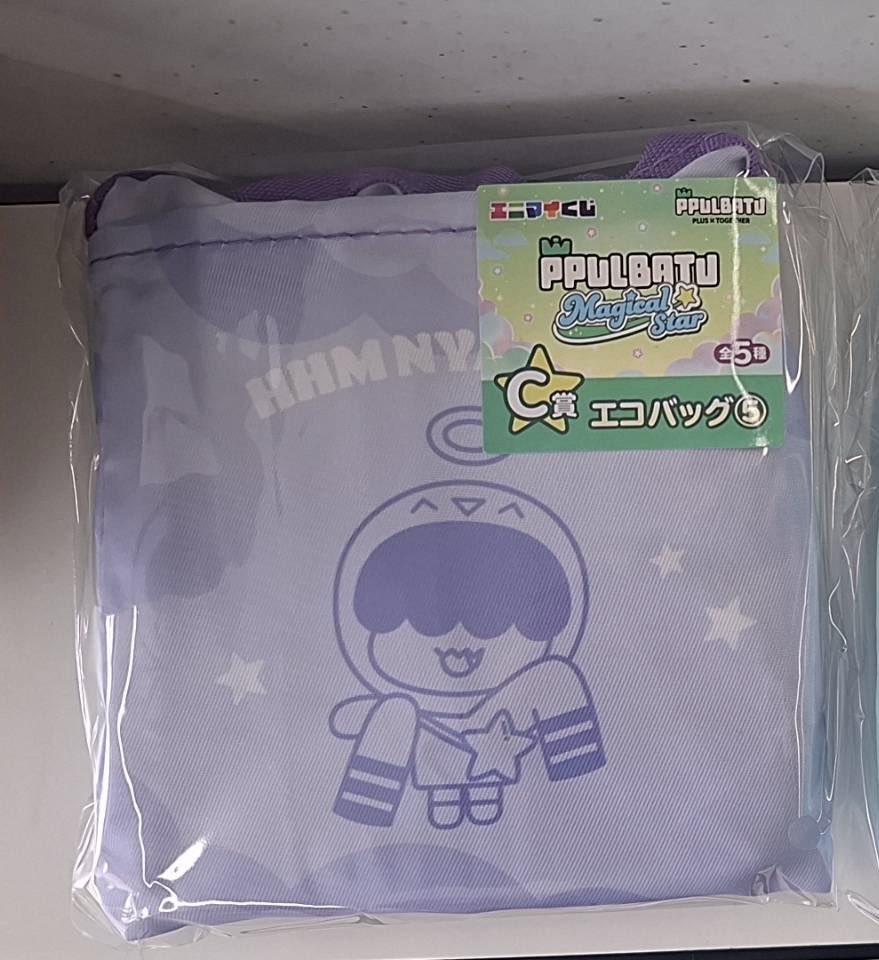 エニマイくじ
PPULBATU
PLUS × TOGETHER
PPULBATU
Magical
Star
全5種
C賞 エコバッグ⑤
HHM NYA